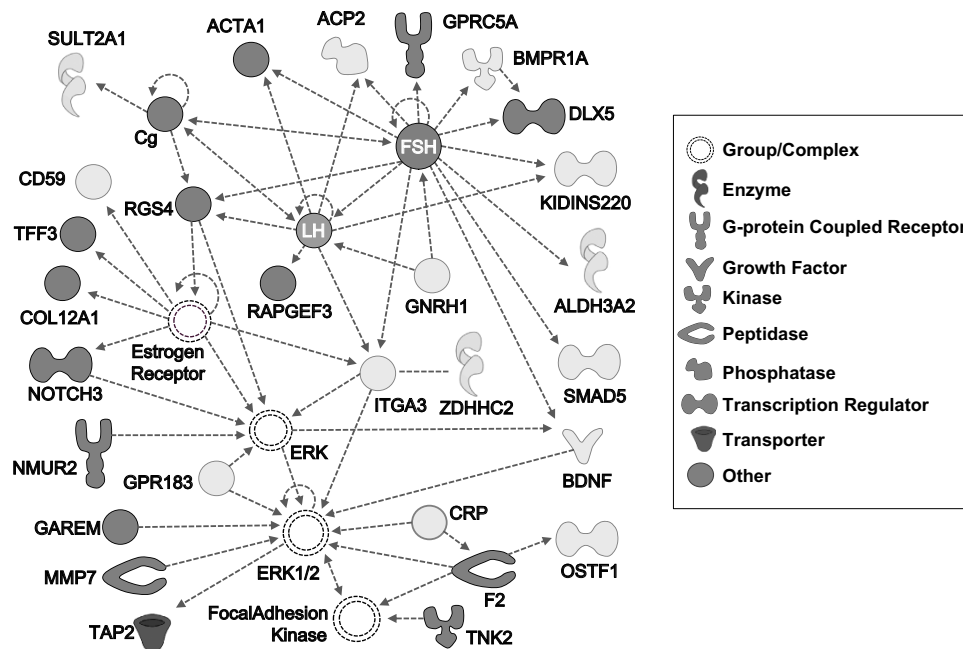 ACTA1
ACP2
GPRC5A
SULT2A1
BMPR1A
DLX5
Cg
FSH
CD59
KIDINS220
RGS4
TFF3
LH
COL12A1
RAPGEF3
GNRH1
ALDH3A2
Estrogen
Receptor
NOTCH3
ITGA3
ZDHHC2
SMAD5
ERK
NMUR2
GPR183
BDNF
CRP
GAREM
OSTF1
MMP7
ERK1/2
F2
FocalAdhesion
Kinase
TAP2
TNK2
Group/Complex
Enzyme
G-protein Coupled Receptor
Growth Factor
Kinase
Peptidase
Phosphatase
Transcription Regulator
Transporter
Other